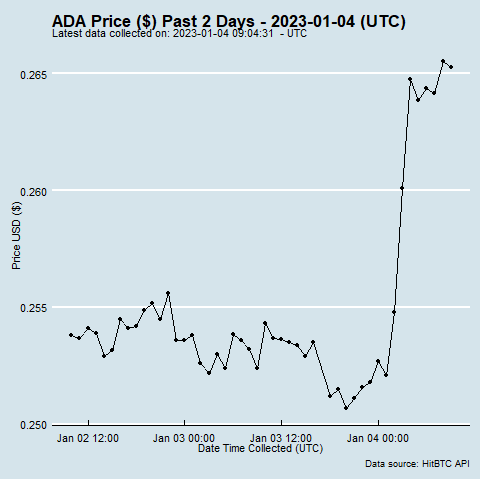 ADA Price ($) Past 2 Days - 2023-01-04 (UTC)
Latest data collected on: 2023-01-04 09:04:31 - UTC
0.265
0.260
0.255
0.250
Price USD ($)
Jan 02 12:00 Jan 03 00:00 Jan 03 12:00 Jan 04 00:00
Date Time Collected (UTC)
Data source: HitBTC API